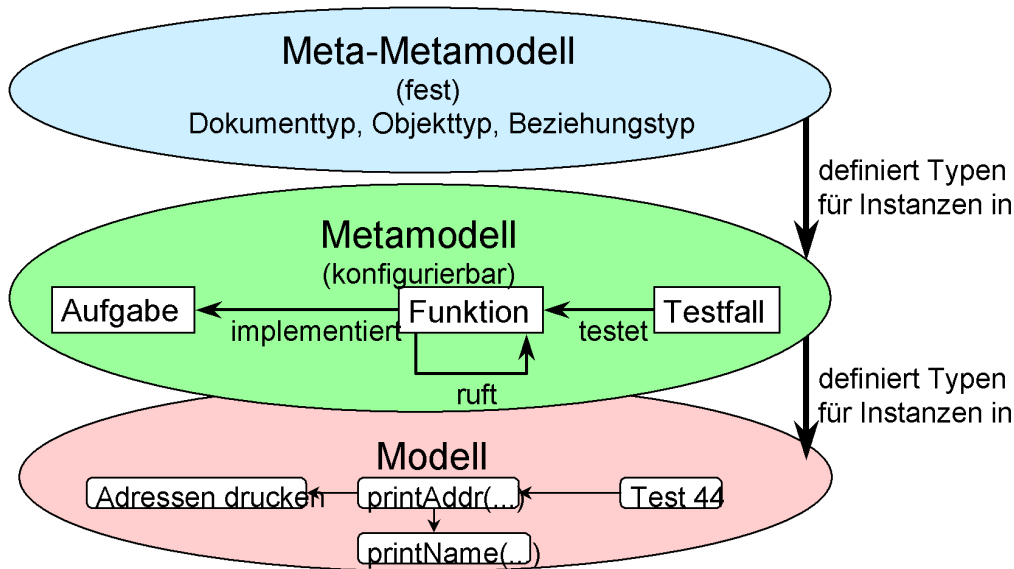 Meta-Metamodell
(fest)
Dokumenttyp, Objekttyp, Beziehungstyp
definiert Typen
für Instanzen in
Metamodell
(konfigurierbar)
Aufgabe
Funktion
Testfall
implementiert
testet
ruft
definiert Typen
für Instanzen in
Modell
Adressen drucken
printAddr(...)
Test 44
printName(...)